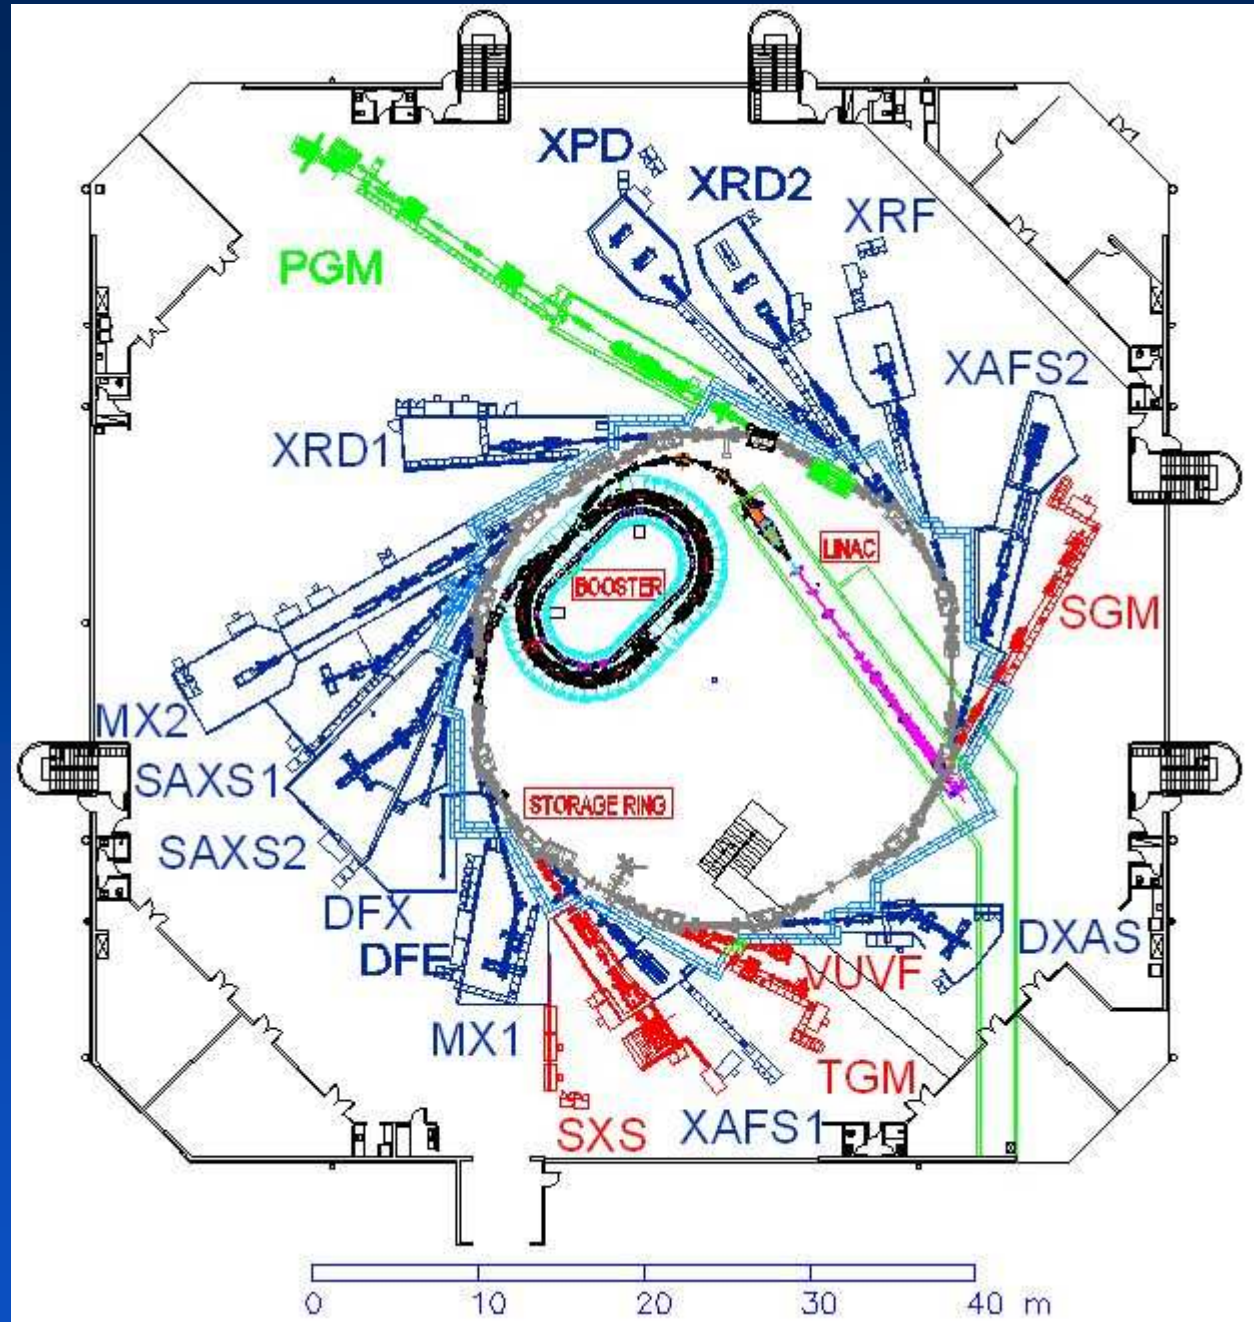 XPD
XRD2
XRF
PGM
XAFS2
XRD1
LINAC
BOOSTER
SGM
MX2
SAXS1
STORAGE RING
SAXS2
DFX
DXAS
DFE
VUVF
MX1
TGM
SXS
XAFS1
0 10 20 30 40 m